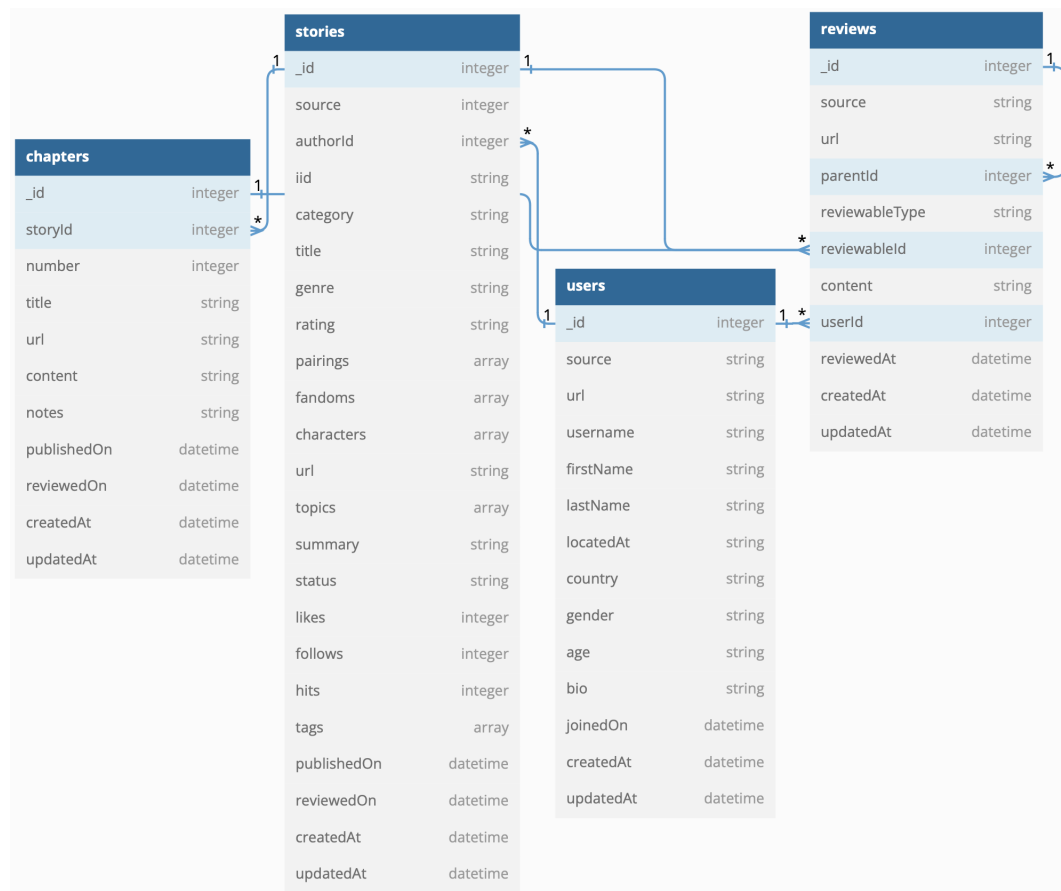 chapters
_id integer 1
storyId integer *
number integer
title string
url string
content string
notes string
publishedOn datetime
reviewedOn datetime
createdAt datetime
updatedAt datetime
stories
1 _id integer 1
source integer
authorId integer *
iid string
category string
title string
genre string
rating string
pairings array
fandoms array
characters array
url string
topics array
summary string
status string
likes integer
follows integer
hits integer
tags array
publishedOn datetime
reviewedOn datetime
createdAt datetime
updatedAt datetime
users
1 _id integer 1
source string
url string
username string
firstName string
lastName string
locatedAt string
country string
gender string
age string
bio string
joinedOn datetime
createdAt datetime
updatedAt datetime
reviews
_id integer 1
source string
url string
parentId integer *
reviewableType string
* reviewableId integer
content string
* userId integer
reviewedAt datetime
createdAt datetime
updatedAt datetime